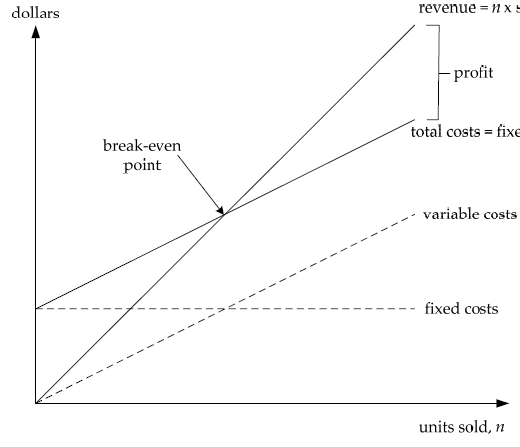 dollars
revenue = n x s
profit
total costs = fixe
break-even
point
variable costs
fixed costs
units sold, n